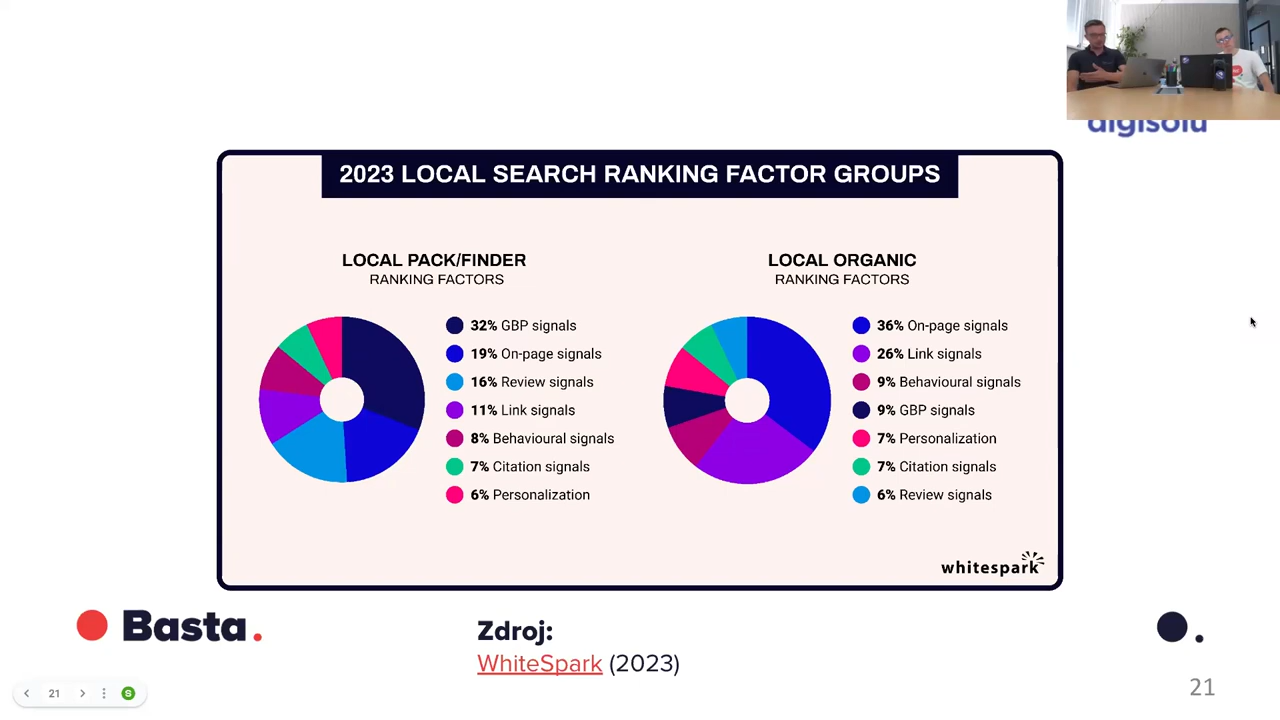 digisolu
2023 LOCAL SEARCH RANKING FACTOR GROUPS
LOCAL PACK/FINDER
RANKING FACTORS
32% GBP signals
19% On-page signals
16% Review signals
11% Link signals
8% Behavioural signals
7% Citation signals
6% Personalization
LOCAL ORGANIC
RANKING FACTORS
36% On-page signals
26% Link signals
9% Behavioural signals
9% GBP signals
7% Personalization
7% Citation signals
6% Review signals
whitespark
Basta.
Zdroj:
WhiteSpark (2023)
21
S
21